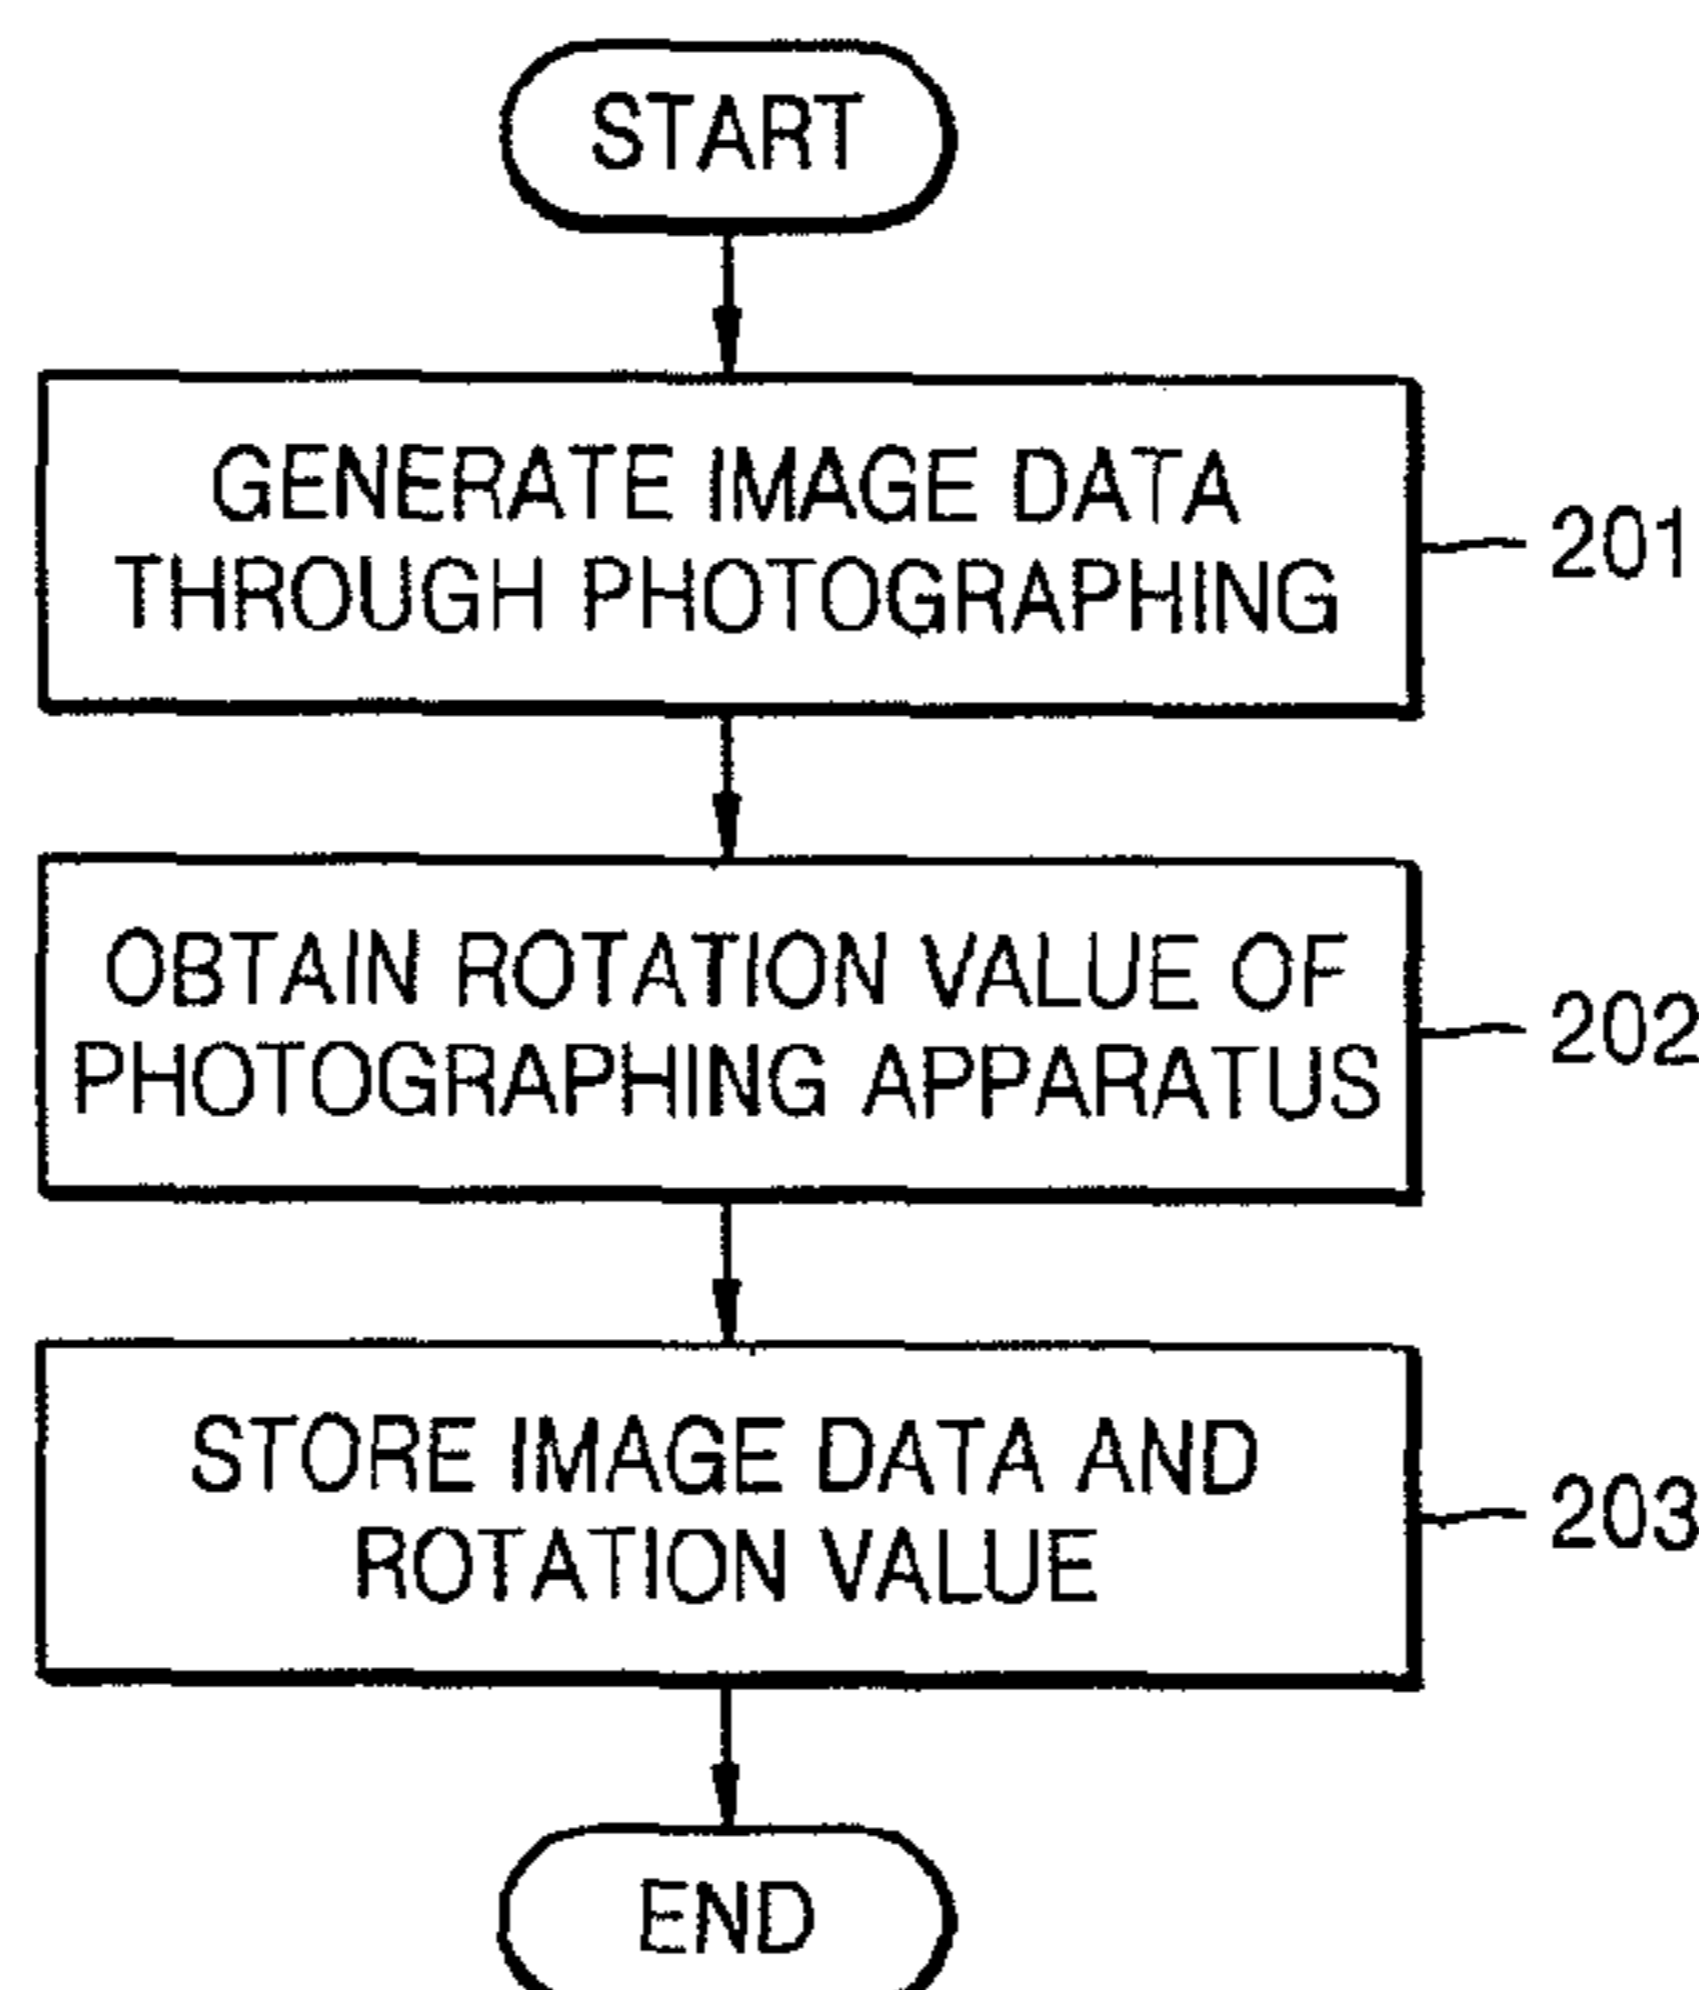 START
GENERATE IMAGE DATA
THROUGH PHOTOGRAPHING
201
OBTAIN ROTATION VALUE OF
PHOTOGRAPHING APPARATUS
202
STORE IMAGE DATA AND
ROTATION VALUE
203
END